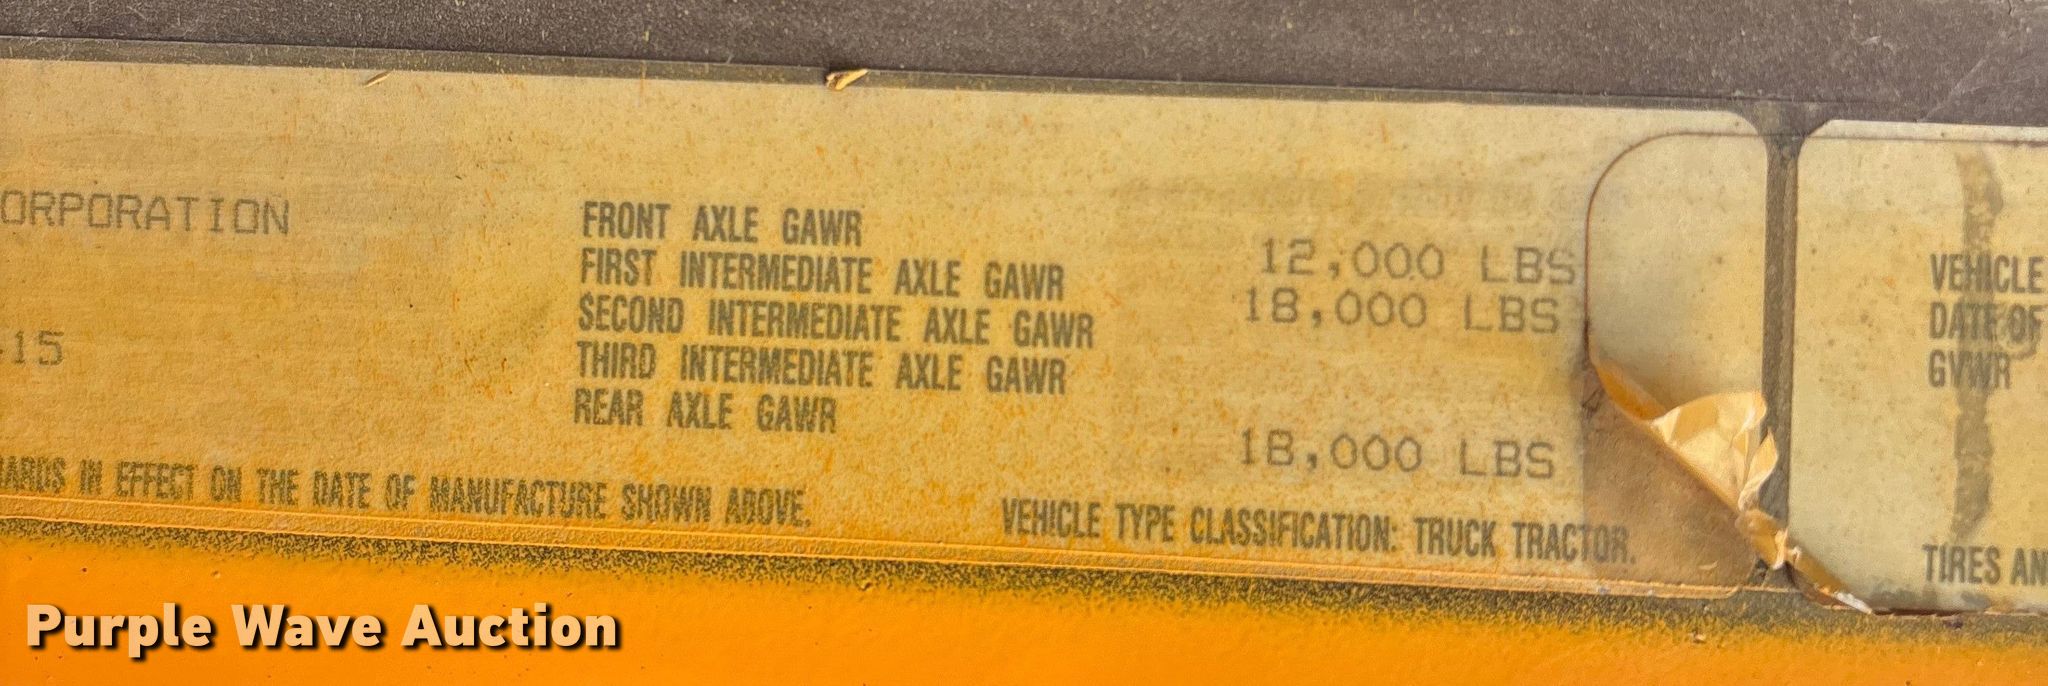 ORPORATION
FRONT AXLE GAWR 12,000 LBS
FIRST INTERMEDIATE AXLE GAWR 18,000 LBS
SECOND INTERMEDIATE AXLE GAWR
15
THIRD INTERMEDIATE AXLE GAWR
REAR AXLE GAWR 18,000 LBS
ARDS IN EFFECT ON THE DATE OF MANUFACTURE SHOWN ABOVE.
VEHICLE TYPE CLASSIFICATION: TRUCK TRACTOR.
VEHICLE
DATE OF
GVWR
TIRES AN
Purple Wave Auction